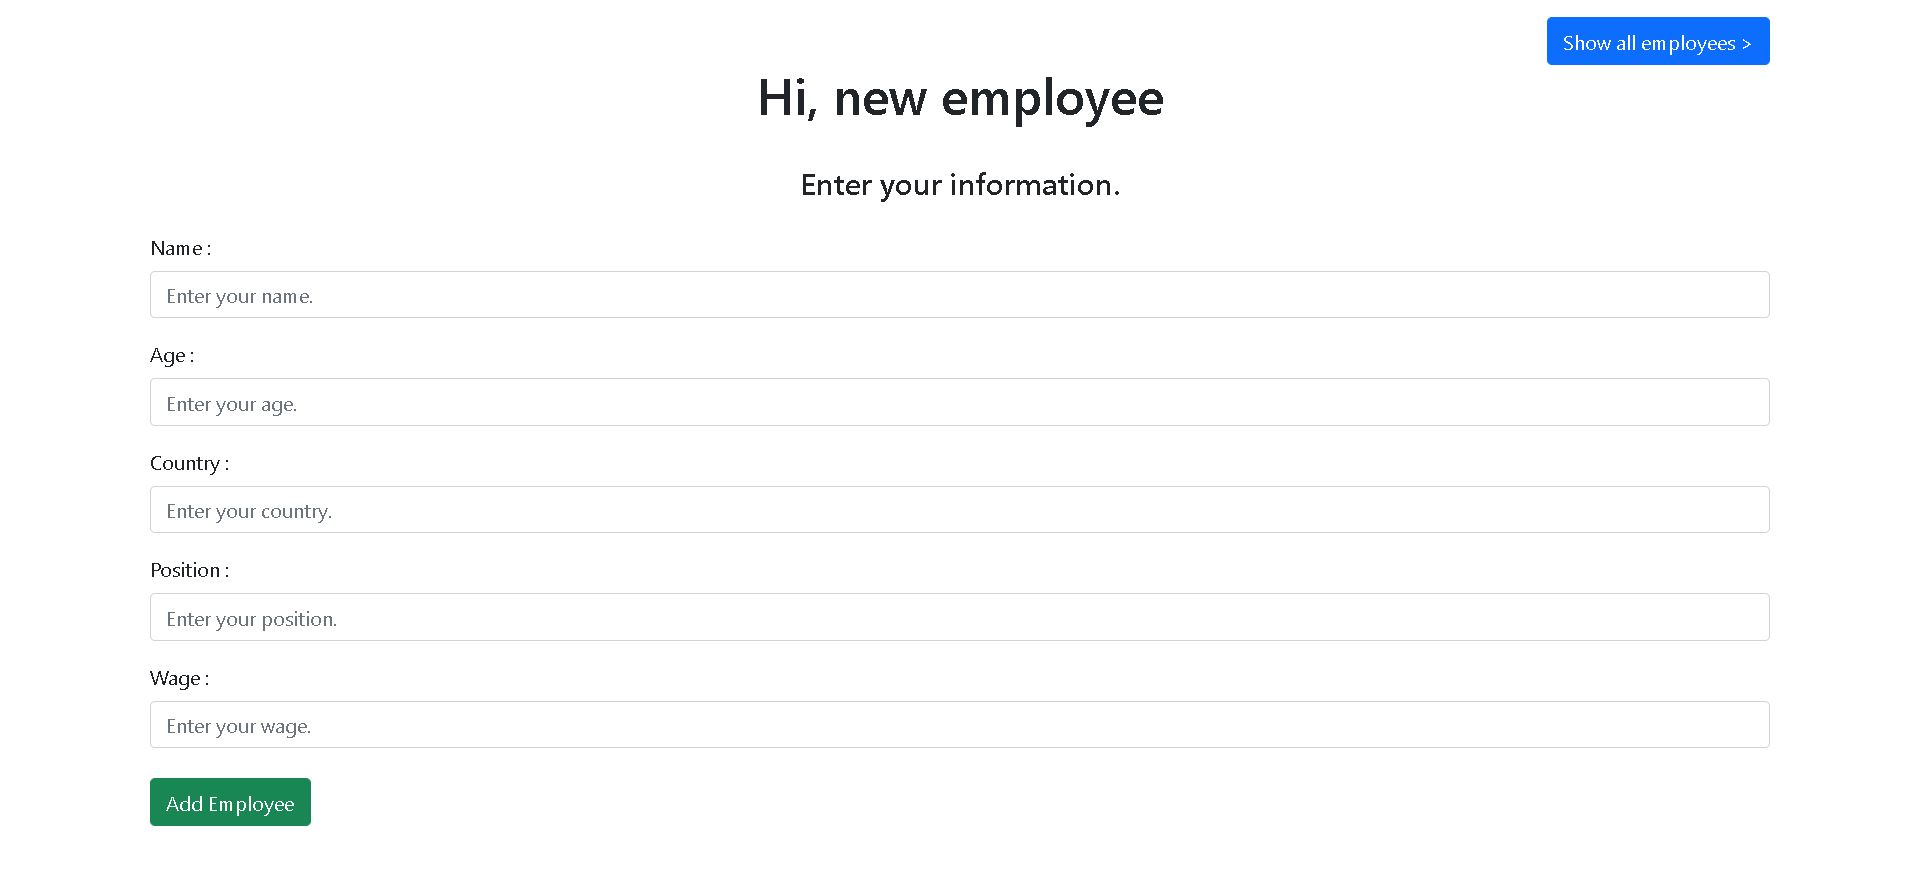 Show all employees >
Hi, new employee
Enter your information.
Name :
Enter your name.
Age :
Enter your age.
Country :
Enter your country.
Position :
Enter your position.
Wage :
Enter your wage.
Add Employee